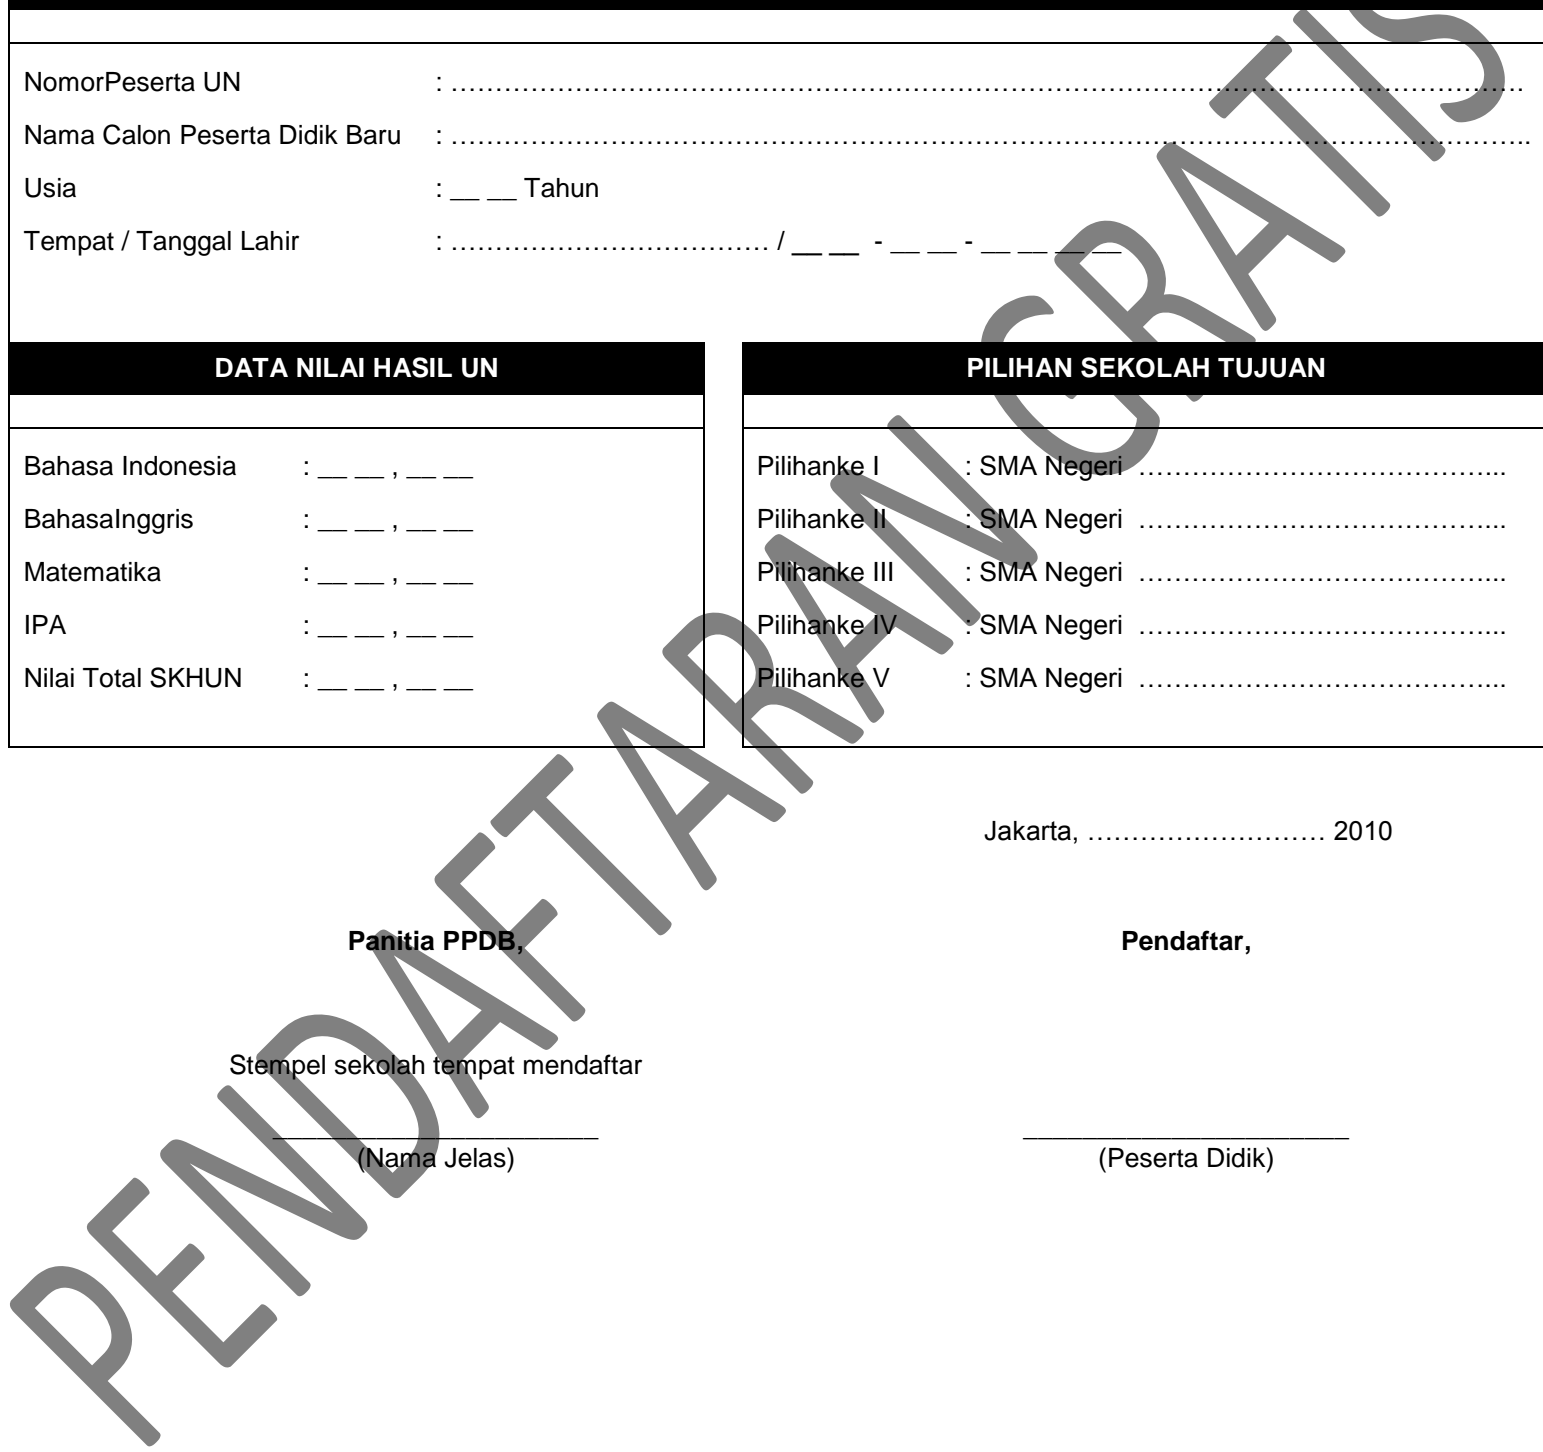 NomorPeserta UN : ……………………………………………………………………………………………………………
Nama Calon Peserta Didik Baru : ……………………………………………………………………………………………………………..
Usia : __ __ Tahun
Tempat / Tanggal Lahir : ……………………………… / __ __ - __ __ - __ __ __ __
DATA NILAI HASIL UN
Bahasa Indonesia : __ __ , __ __
BahasaInggris : __ __ , __ __
Matematika : __ __ , __ __
IPA : __ __ , __ __
Nilai Total SKHUN : __ __ , __ __
PILIHAN SEKOLAH TUJUAN
Pilihanke I : SMA Negeri …………………………………...
Pilihanke II : SMA Negeri …………………………………...
Pilihanke III : SMA Negeri …………………………………...
Pilihanke IV : SMA Negeri …………………………………...
Pilihanke V : SMA Negeri …………………………………...
Jakarta, ……………………… 2010
Panitia PPDB,
Pendaftar,
Stempel sekolah tempat mendaftar
______________________
(Nama Jelas)
______________________
(Peserta Didik)
PENDAFTARAN GRATIS